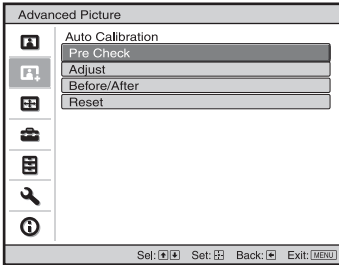 Advanced Picture
Auto Calibration
Pre Check
Adjust
Before/After
Reset
Sel: Set: Back: Exit: MENU